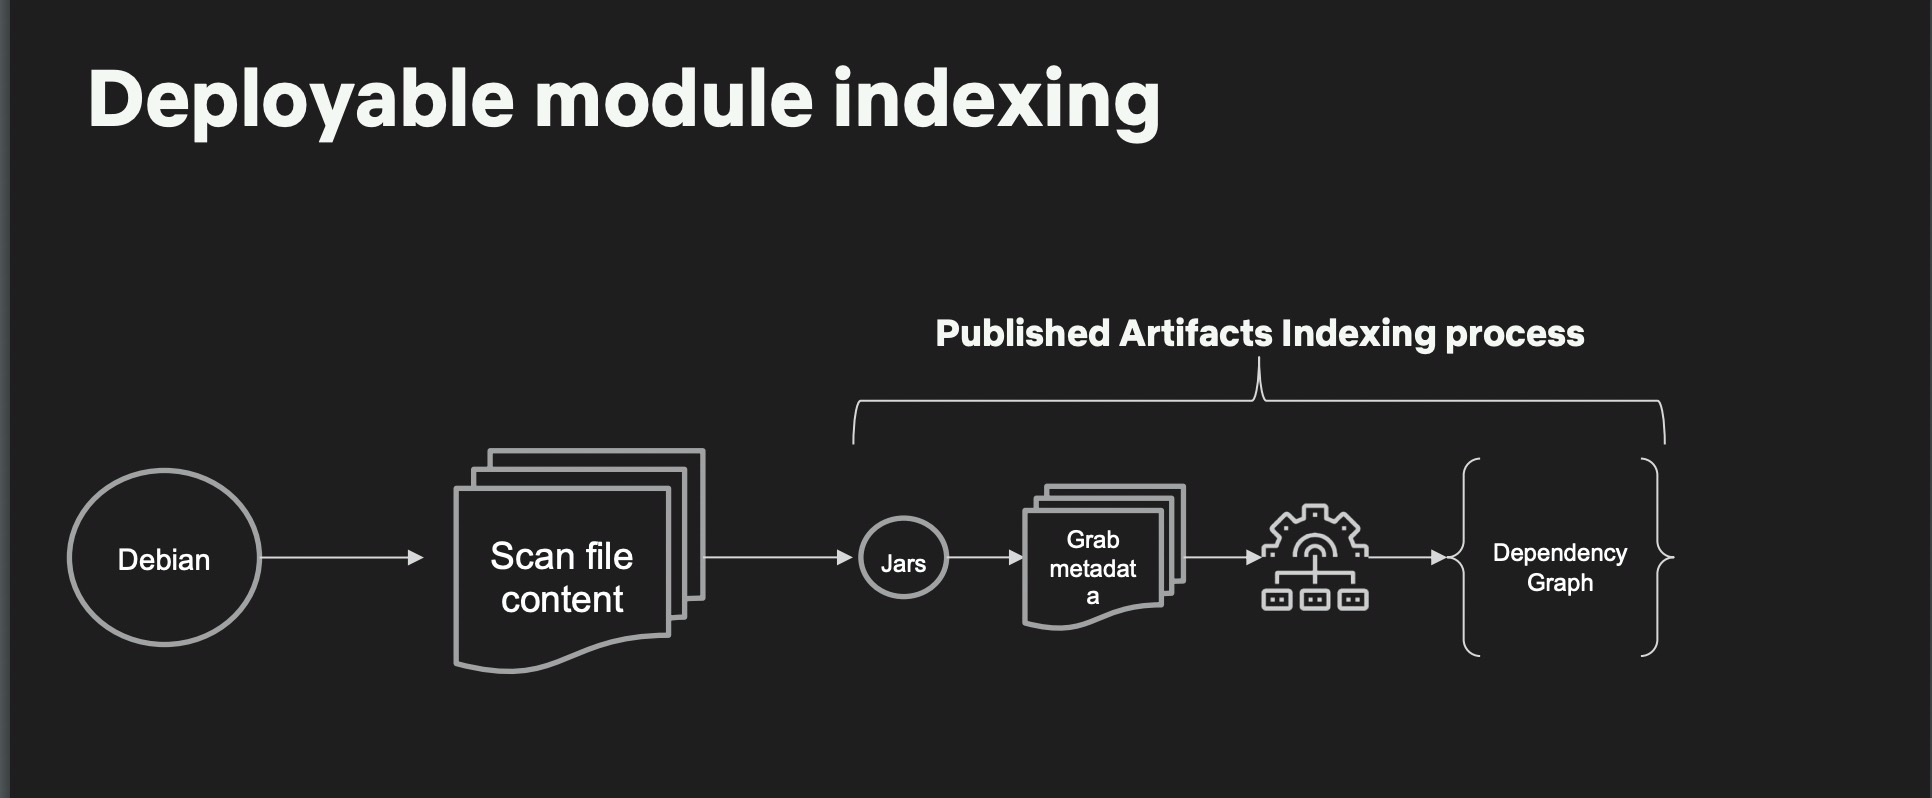 Deployable module indexing
Published Artifacts Indexing process
Debian
Scan file
content
Jars
Grab
metadat
a
Dependency
Graph